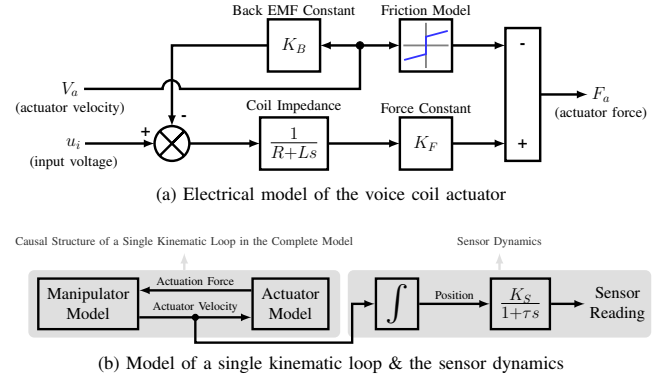 Back EMF Constant
Friction Model
K_B
V_a
(actuator velocity)
-
-
F_a
(actuator force)
Coil Impedance
Force Constant
+
u_i
(input voltage)
1
R+Ls
K_F
+
(a) Electrical model of the voice coil actuator
Causal Structure of a Single Kinematic Loop in the Complete Model
Sensor Dynamics
Manipulator
Model
Actuation Force
Actuator Velocity
Actuator
Model
∫
Position
K_S
1+τs
Sensor
Reading
(b) Model of a single kinematic loop & the sensor dynamics